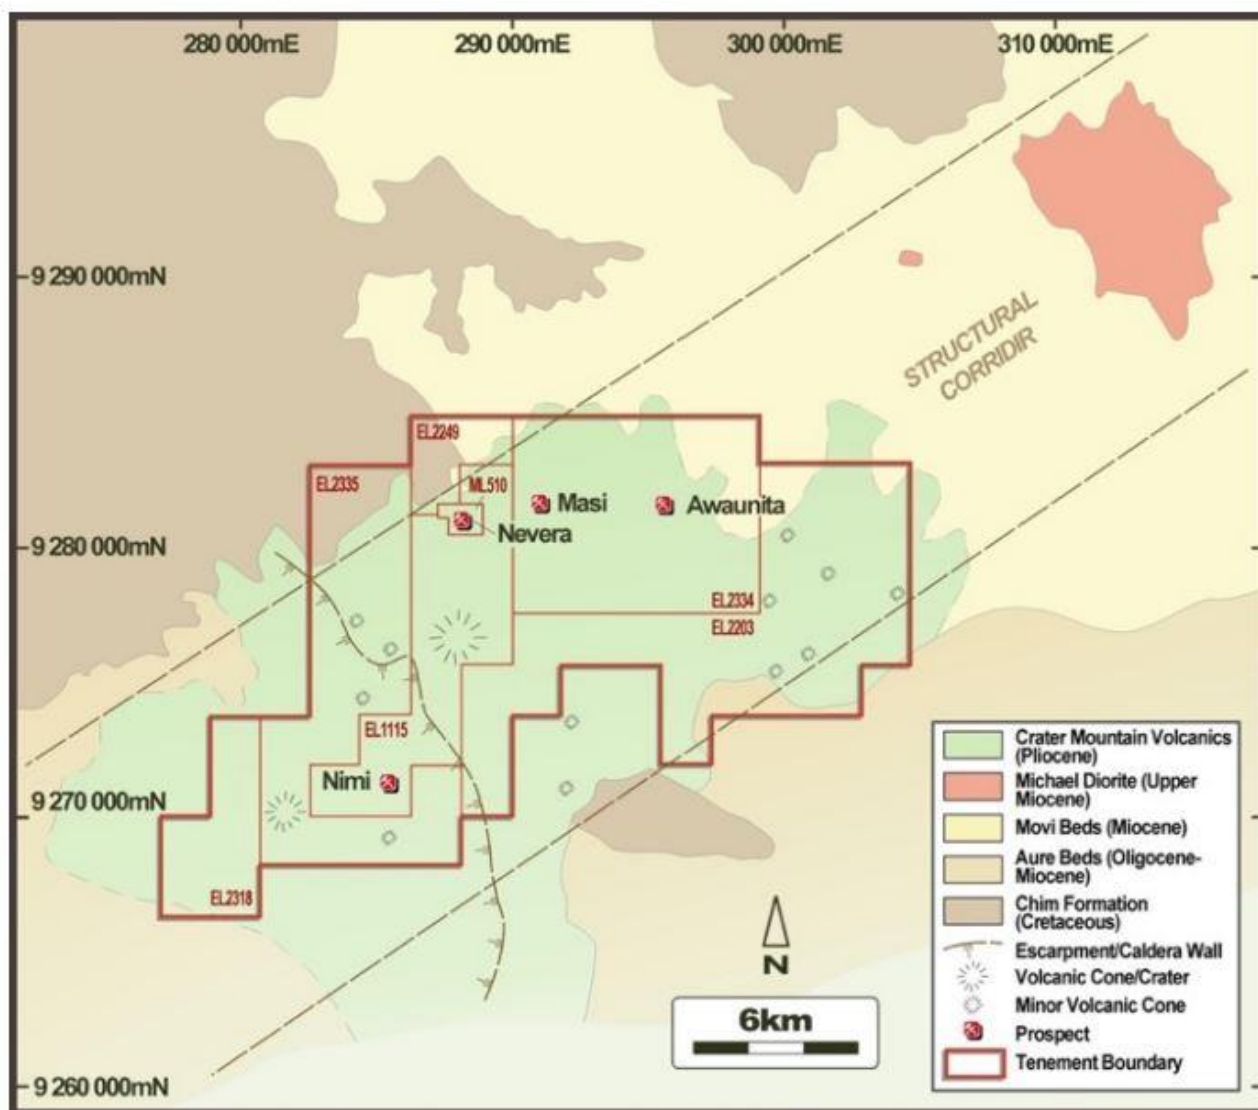 280 000mE
290 000mE
300 000mE
310 000mE
9 290 000mN
STRUCTURAL
CORRIDIR
EL2249
EL2335
ML510
Masi
Awaunita
Nevera
9 280 000mN
EL2334
EL2203
EL1115
Nimi
9 270 000mN
EL2318
Crater Mountain Volcanics
(Pliocene)
Michael Diorite (Upper
Miocene)
Movi Beds (Miocene)
Aure Beds (Oligocene-
Miocene)
Chim Formation
(Cretaceous)
Escarpment/Caldera Wall
Volcanic Cone/Crater
Minor Volcanic Cone
Prospect
Tenement Boundary
N
6km
9 260 000mN